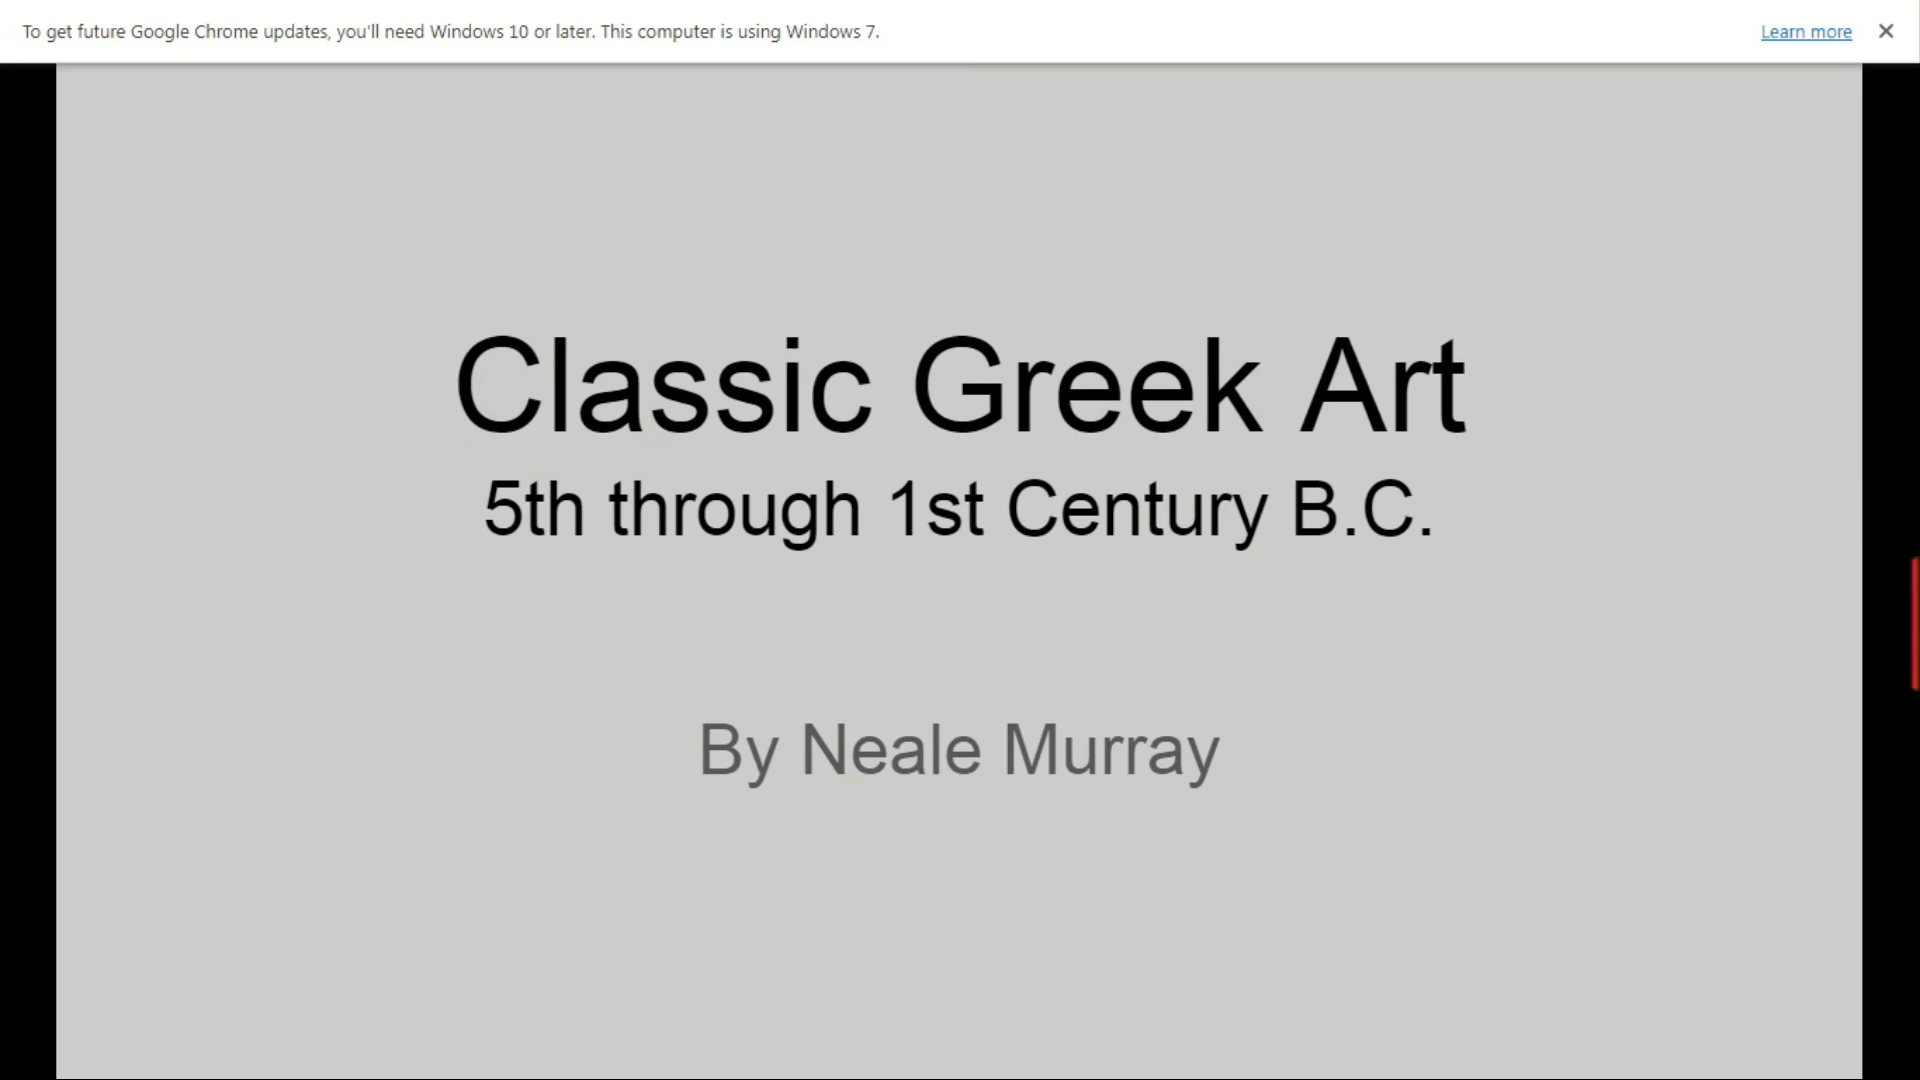 To get future Google Chrome updates, you'll need Windows 10 or later. This computer is using Windows 7.
Learn more
Classic Greek Art
5th through 1st Century B.C.
By Neale Murray